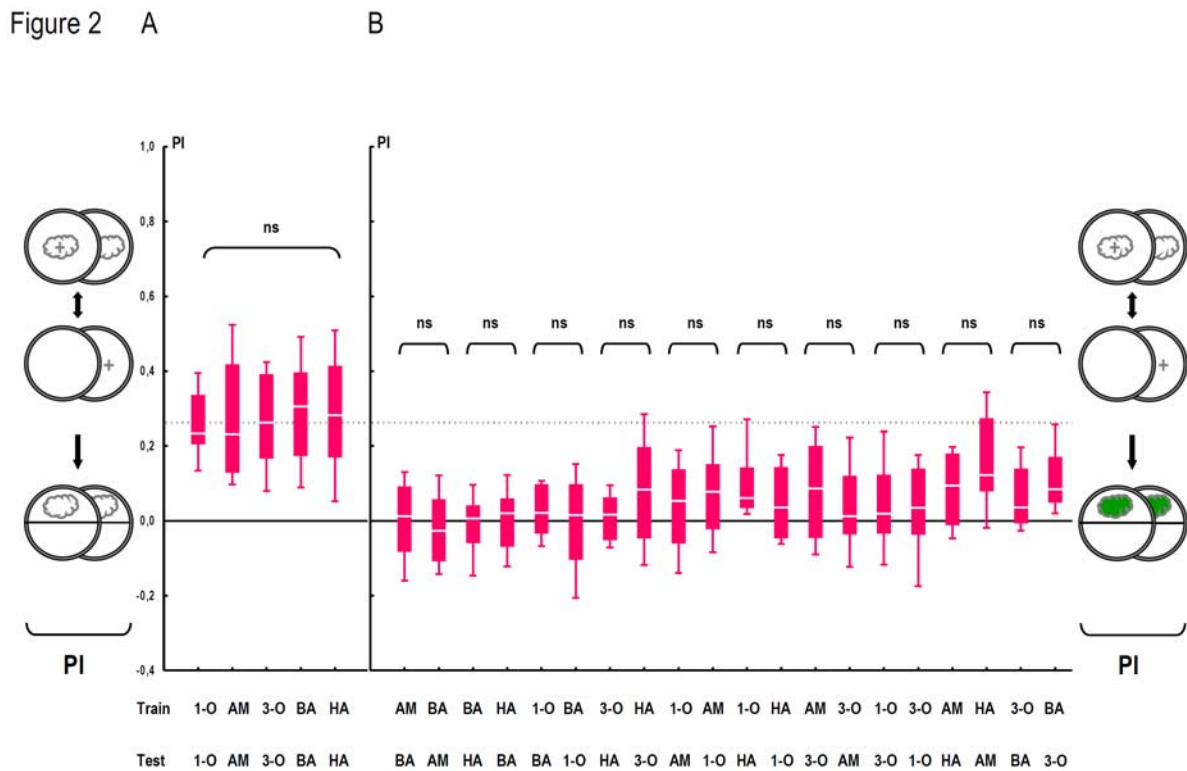 Figure 2 A B
PI PI
1,0
0,8
ns
0,6
ns ns ns ns ns ns ns ns ns ns
0,4
0,2
0,0
-0,2
PI PI
-0,4
Train 1-O AM 3-O BA HA AM BA BA HA 1-O BA 3-O HA 1-O AM 1-O HA AM 3-O 1-O 3-O AM HA 3-O BA
Test 1-O AM 3-O BA HA BA AM HA BA BA 1-O HA 3-O AM 1-O HA 1-O 3-O AM 3-O 1-O HA AM BA 3-O